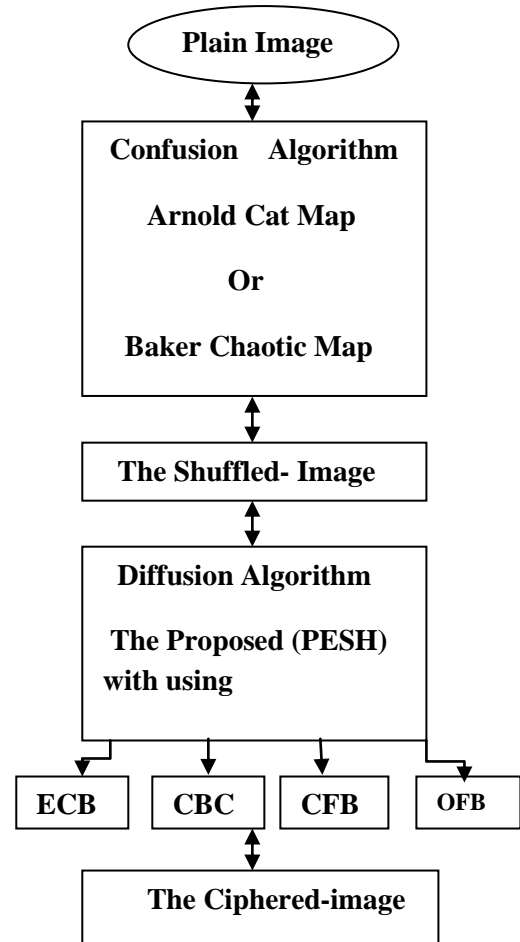 Plain Image
Confusion Algorithm
Arnold Cat Map
Or
Baker Chaotic Map
The Shuffled- Image
Diffusion Algorithm
The Proposed (PESH)
with using
ECB
CBC
CFB
OFB
The Ciphered-image